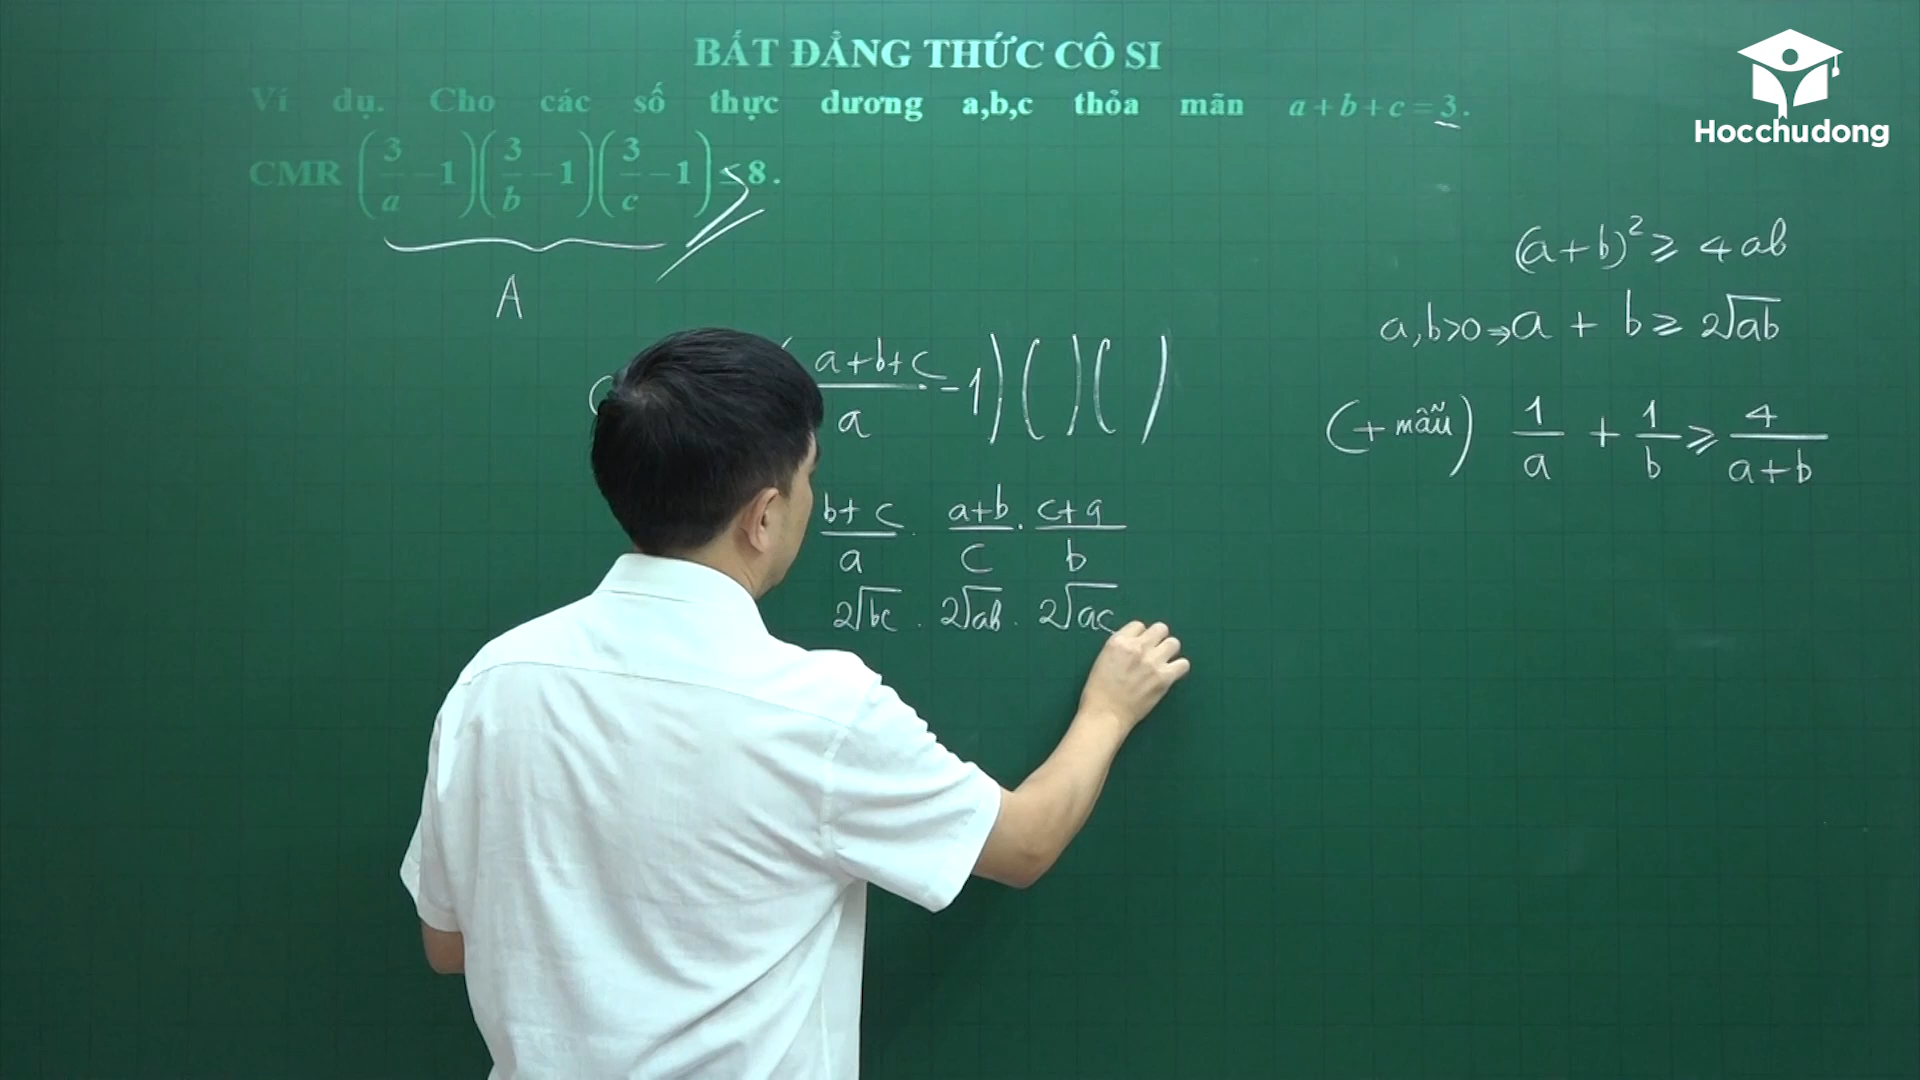 BẤT ĐẲNG THỨC CÔ SI
Ví dụ. Cho các số thực dương a,b,c thỏa mãn a+b+c=3.
CMR (3/a −1)(3/b −1)(3/c −1) ≥ 8.
A
(a+b+c/a −1)( )( )
b+c/a . a+b/c . c+a/b
2√bc . 2√ab . 2√ac
(a+b)² ≥ 4ab
a,b>0 ⇒ a + b ≥ 2√ab
(+ mẫu) 1/a + 1/b ≥ 4/a+b
Hocchudong